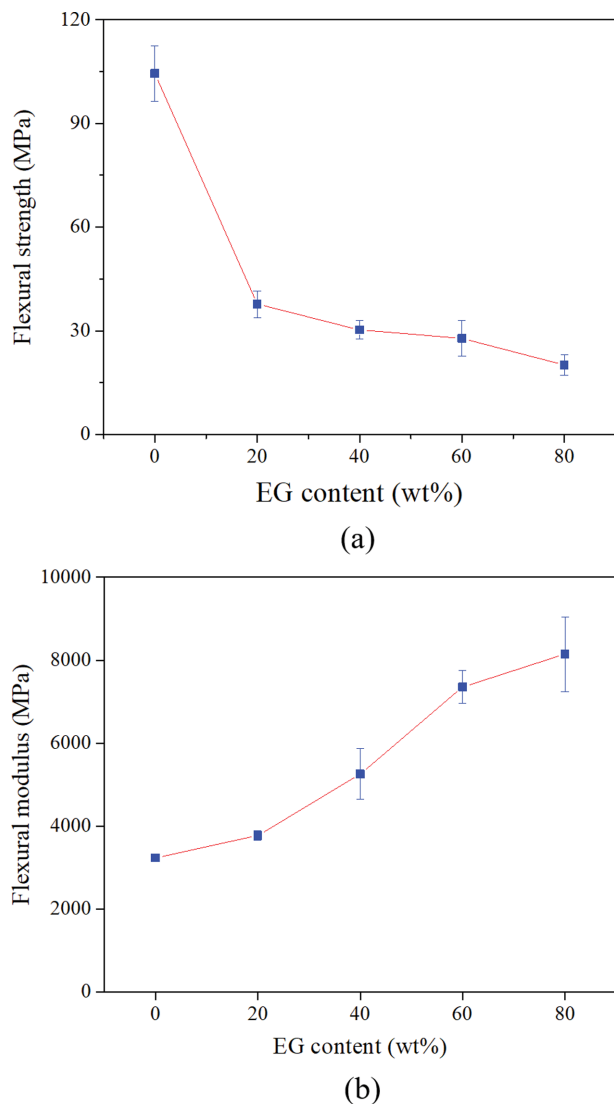 120
90
60
30
0
Flexural strength (MPa)
0 20 40 60 80
EG content (wt%)
(a)
10000
8000
6000
4000
2000
0
Flexural modulus (MPa)
0 20 40 60 80
EG content (wt%)
(b)